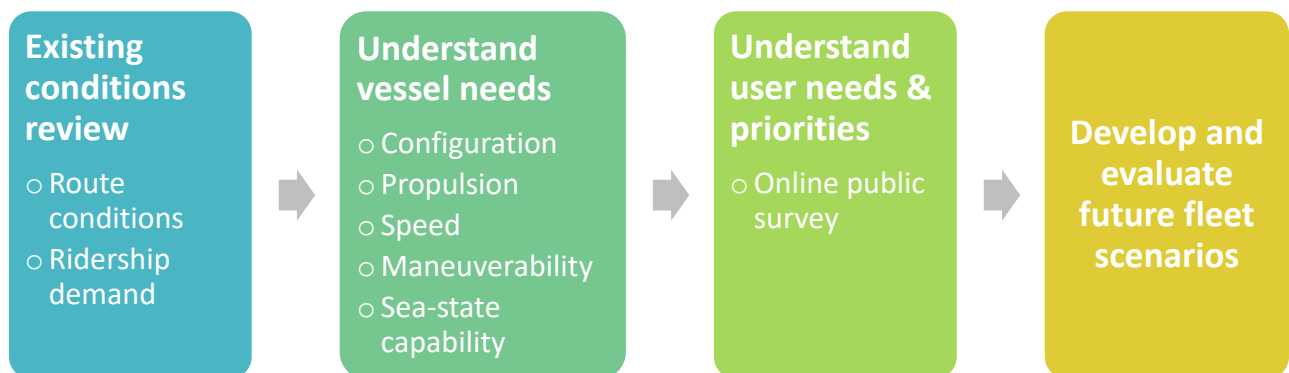 Existing
conditions
review
○ Route
conditions
○ Ridership
demand
Understand
vessel needs
○ Configuration
○ Propulsion
○ Speed
○ Maneuverability
○ Sea-state
capability
Understand
user needs &
priorities
○ Online public
survey
Develop and
evaluate
future fleet
scenarios